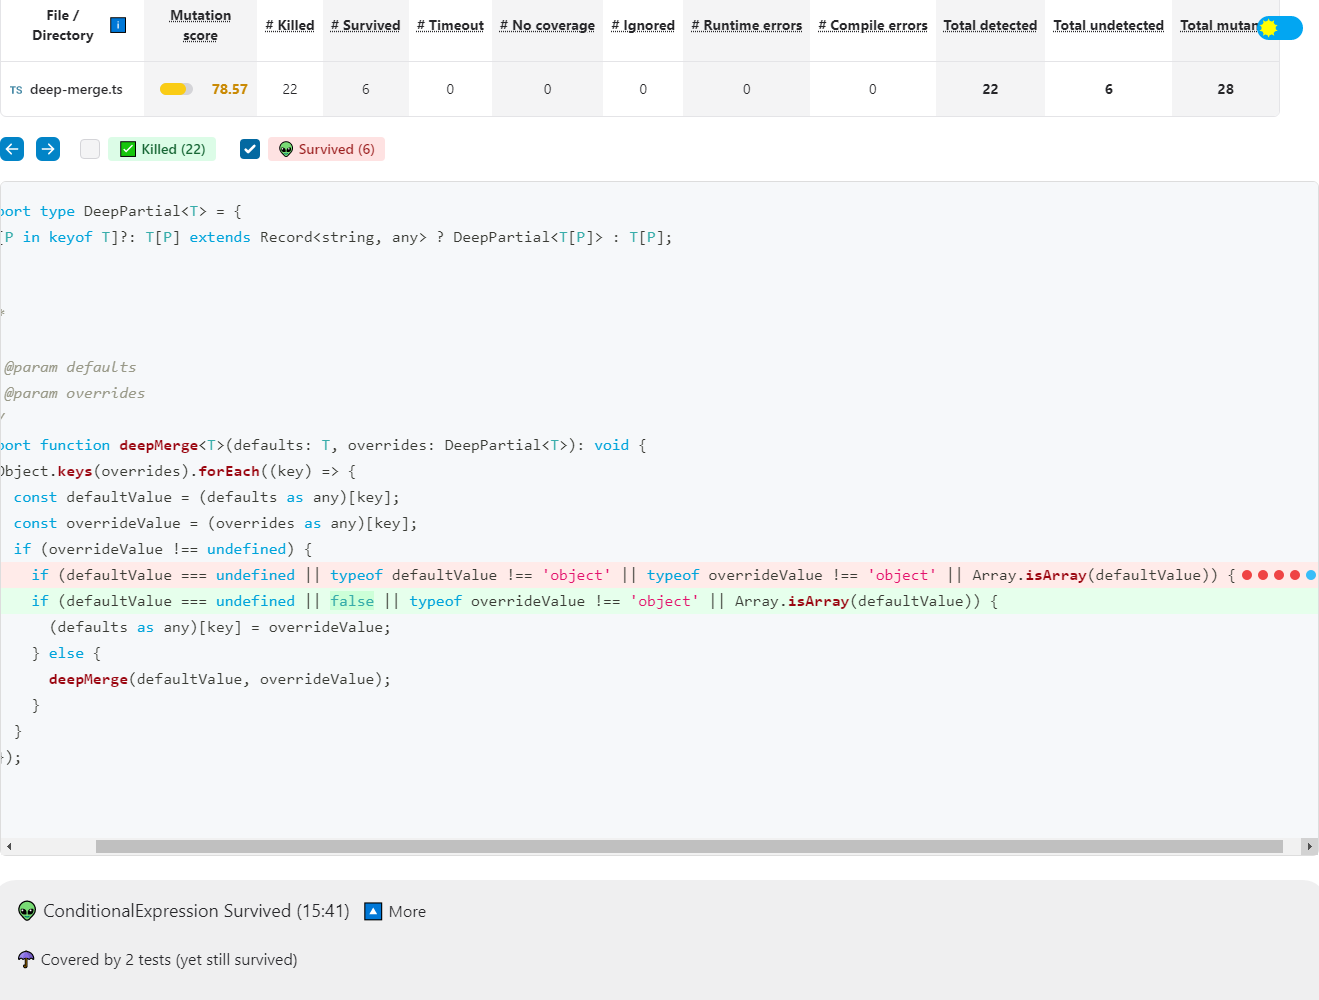 File / Directory i Mutation score # Killed # Survived # Timeout # No coverage # Ignored # Runtime errors # Compile errors Total detected Total undetected Total mutan
TS deep-merge.ts 78.57 22 6 0 0 0 0 0 22 6 28
Killed (22) Survived (6)
port type DeepPartial<T> = {
[P in keyof T]?: T[P] extends Record<string, any> ? DeepPartial<T[P]> : T[P];
*
@param defaults
@param overrides
/
port function deepMerge<T>(defaults: T, overrides: DeepPartial<T>): void {
Object.keys(overrides).forEach((key) => {
const defaultValue = (defaults as any)[key];
const overrideValue = (overrides as any)[key];
if (overrideValue !== undefined) {
if (defaultValue === undefined || typeof defaultValue !== 'object' || typeof overrideValue !== 'object' || Array.isArray(defaultValue)) {
if (defaultValue === undefined || false || typeof overrideValue !== 'object' || Array.isArray(defaultValue)) {
(defaults as any)[key] = overrideValue;
} else {
deepMerge(defaultValue, overrideValue);
}
}
});
ConditionalExpression Survived (15:41) More
Covered by 2 tests (yet still survived)